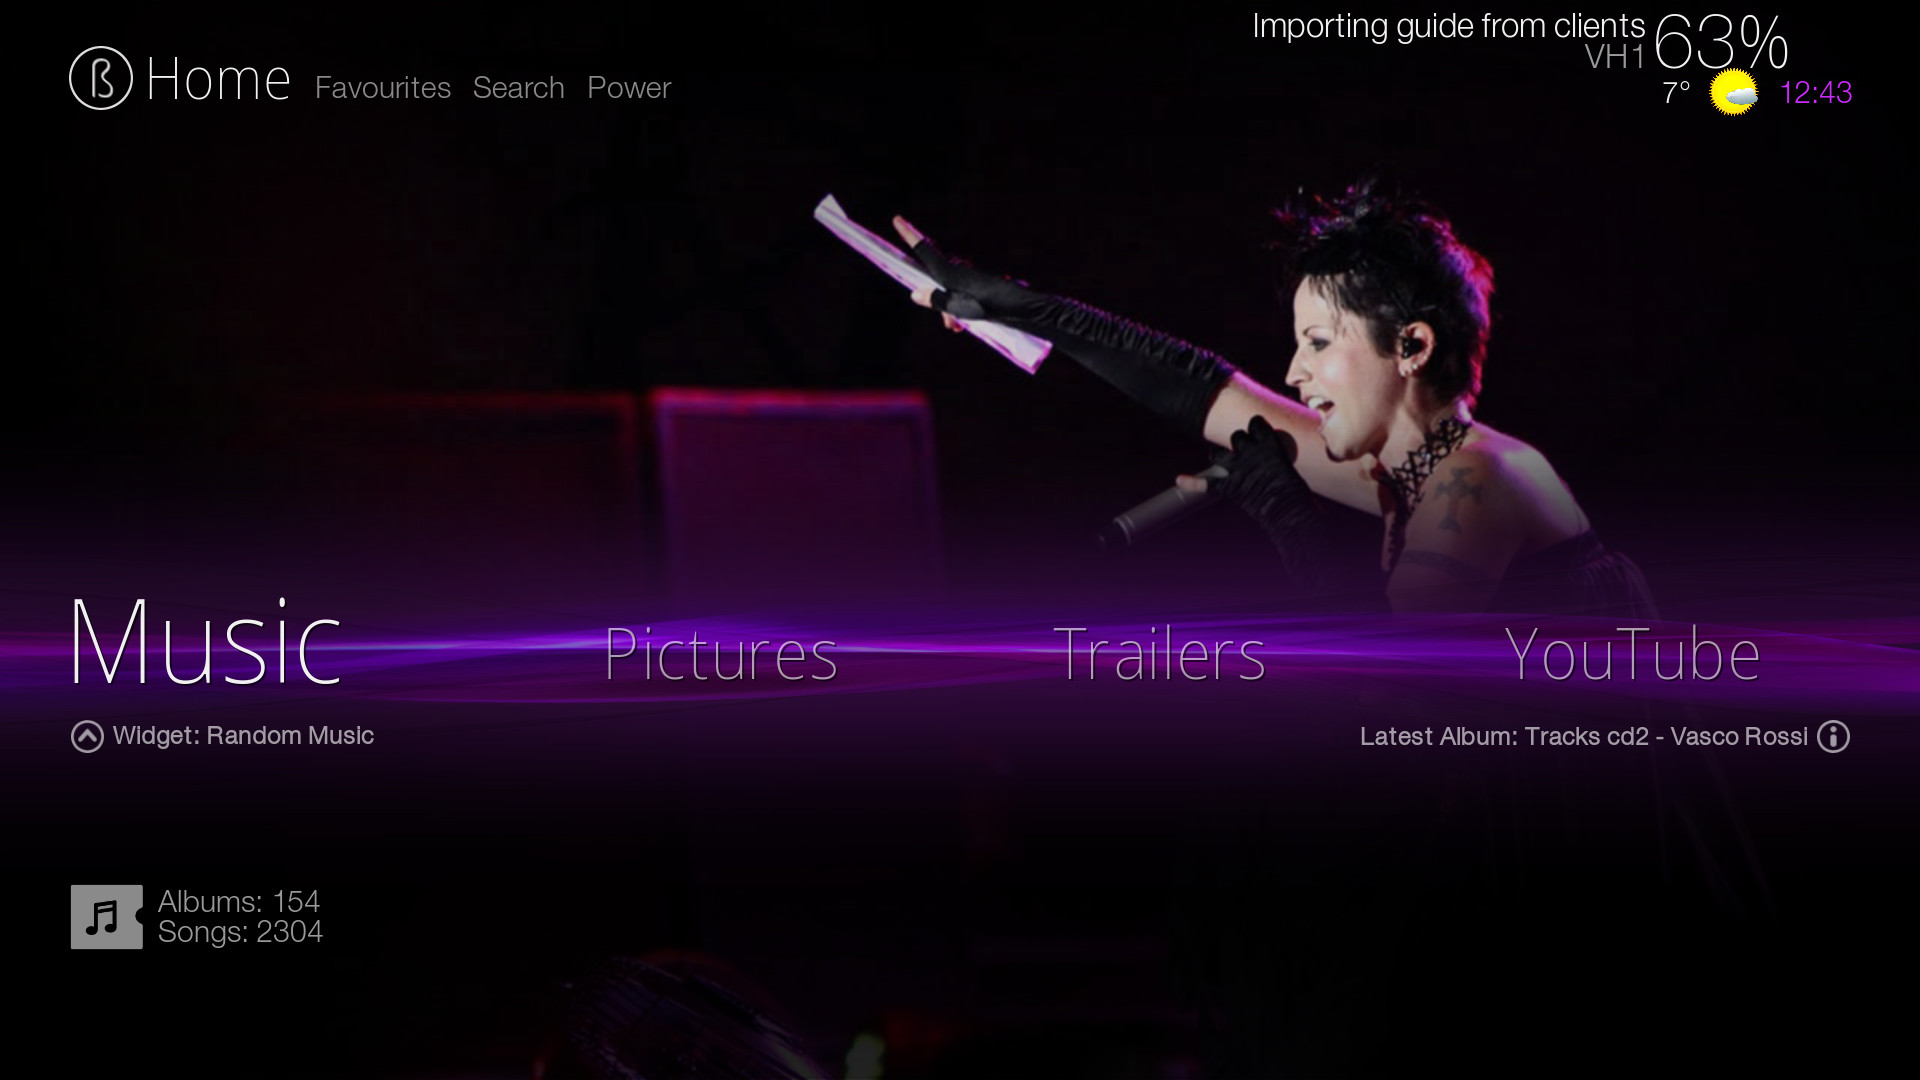 ß Home Favourites Search Power
Importing guide from clients 63%
VH1
7° 12:43
Music Pictures Trailers YouTube
Widget: Random Music
Latest Album: Tracks cd2 - Vasco Rossi
Albums: 154
Songs: 2304